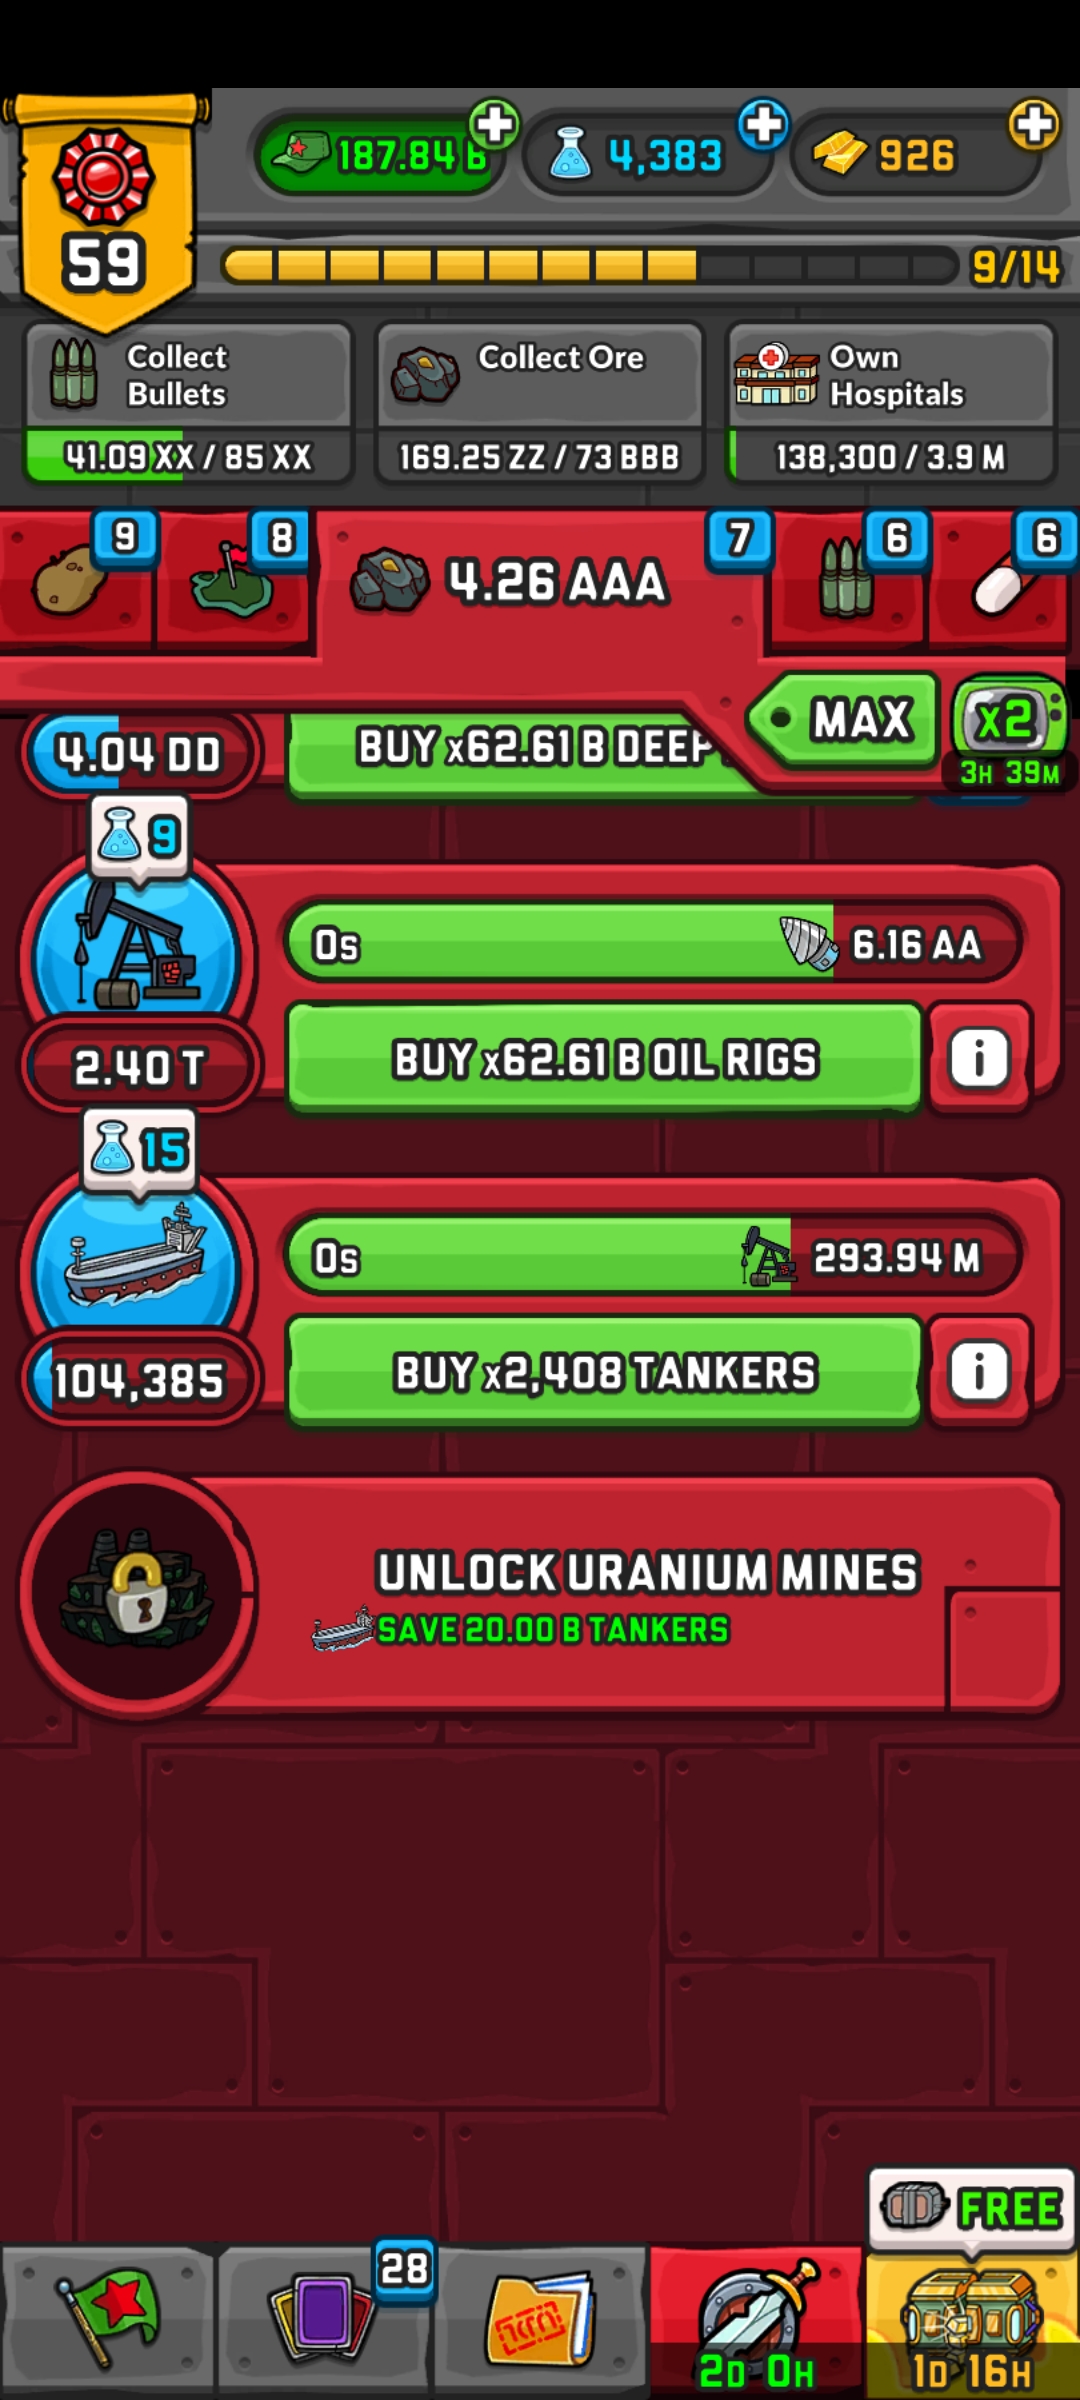 187.84 B
4,383
926
59
9/14
Collect
Bullets
41.09 XX / 85 XX
Collect Ore
169.25 ZZ / 73 BBB
Own
Hospitals
138,300 / 3.9 M
9
8
4.26 AAA
7
6
6
MAX
x2
3H 39M
4.04 DD
BUY x62.61 B DEEP
9
0s
6.16 AA
2.40 T
BUY x62.61 B OIL RIGS
i
15
0s
293.94 M
104,385
BUY x2,408 TANKERS
i
UNLOCK URANIUM MINES
SAVE 20.00 B TANKERS
FREE
28
2D 0H
1D 16H